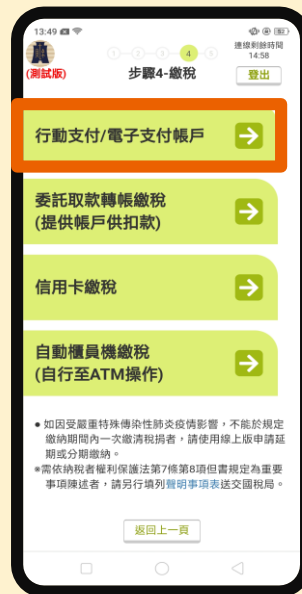 13:49
連線剩餘時間
14:58
1 2 3 4 5
(測試版)
步驟4-繳稅
登出
行動支付/電子支付帳戶
委託取款轉帳繳稅
(提供帳戶供扣款)
信用卡繳稅
自動櫃員機繳稅
(自行至ATM操作)
●如因受嚴重特殊傳染性肺炎疫情影響，不能於規定
繳納期間內一次繳清稅捐者，請使用線上版申請延
期或分期繳納。
※需依納稅者權利保護法第7條第8項但書規定為重要
事項陳述者，請另行填列聲明事項表送交國稅局。
返回上一頁